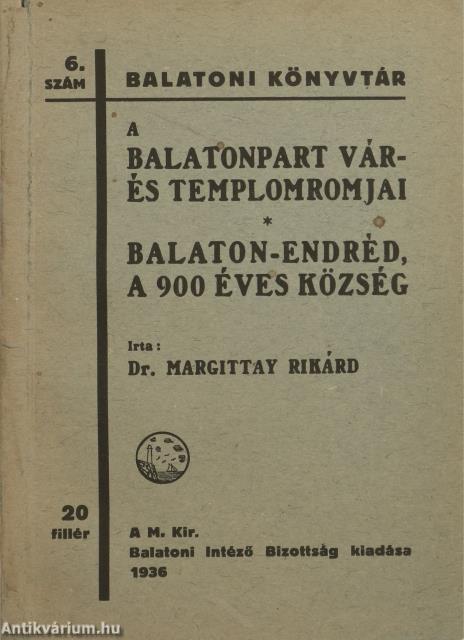 6.
SZÁM
BALATONI KÖNYVTÁR
A
BALATONPART VÁR-
ÉS TEMPLOMROMJAI
*
BALATON-ENDRÉD,
A 900 ÉVES KÖZSÉG
Irta:
Dr. MARGITTAY RIKÁRD
20
fillér
A M. Kir.
Balatoni Intéző Bizottság kiadása
1936
Antikvárium.hu